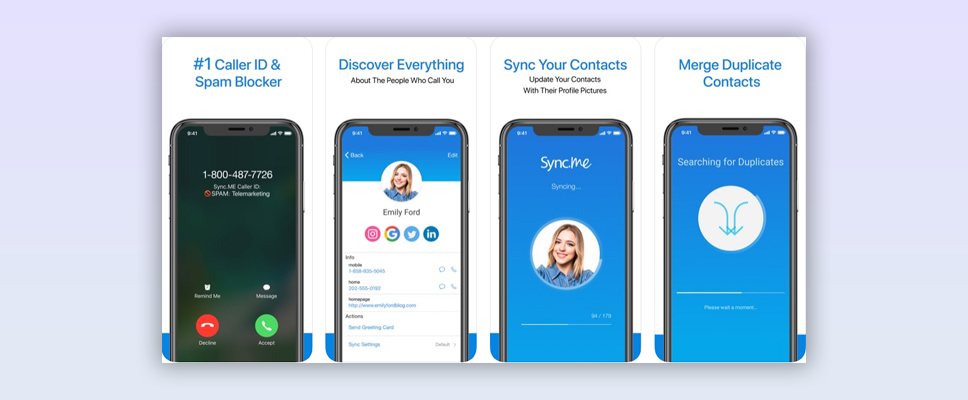 #1 Caller ID &
Spam Blocker
9:41
1-800-487-7726
Sync.ME Caller ID:
SPAM: Telemarketing
Remind Me
Message
Decline
Accept
Discover Everything
About The People Who Call You
9:41
Back
Edit
Emily Ford
Info
mobile
1-858-835-5045
home
202-555-0192
homepage
http://www.emilyfordblog.com
Actions
Send Greeting Card
Sync Settings
Default
Sync Your Contacts
Update Your Contacts
With Their Profile Pictures
9:41
Sync.me
Syncing...
94 / 179
Merge Duplicate
Contacts
9:41
Searching for Duplicates
Please wait a moment...